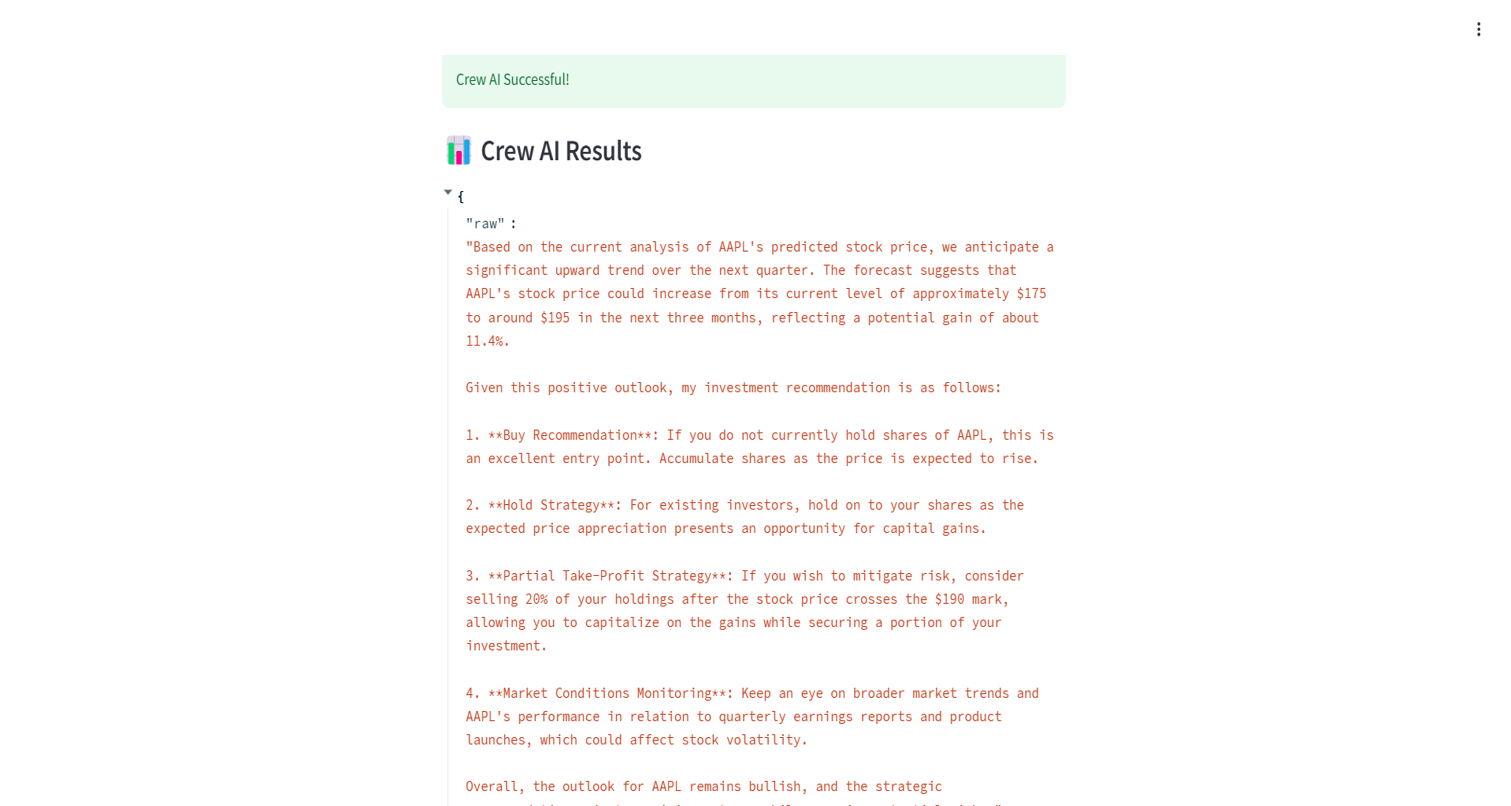 Crew AI Successful!
Crew AI Results
{
"raw" :
"Based on the current analysis of AAPL's predicted stock price, we anticipate a
significant upward trend over the next quarter. The forecast suggests that
AAPL's stock price could increase from its current level of approximately $175
to around $195 in the next three months, reflecting a potential gain of about
11.4%.
Given this positive outlook, my investment recommendation is as follows:
1. **Buy Recommendation**: If you do not currently hold shares of AAPL, this is
an excellent entry point. Accumulate shares as the price is expected to rise.
2. **Hold Strategy**: For existing investors, hold on to your shares as the
expected price appreciation presents an opportunity for capital gains.
3. **Partial Take-Profit Strategy**: If you wish to mitigate risk, consider
selling 20% of your holdings after the stock price crosses the $190 mark,
allowing you to capitalize on the gains while securing a portion of your
investment.
4. **Market Conditions Monitoring**: Keep an eye on broader market trends and
AAPL's performance in relation to quarterly earnings reports and product
launches, which could affect stock volatility.
Overall, the outlook for AAPL remains bullish, and the strategic